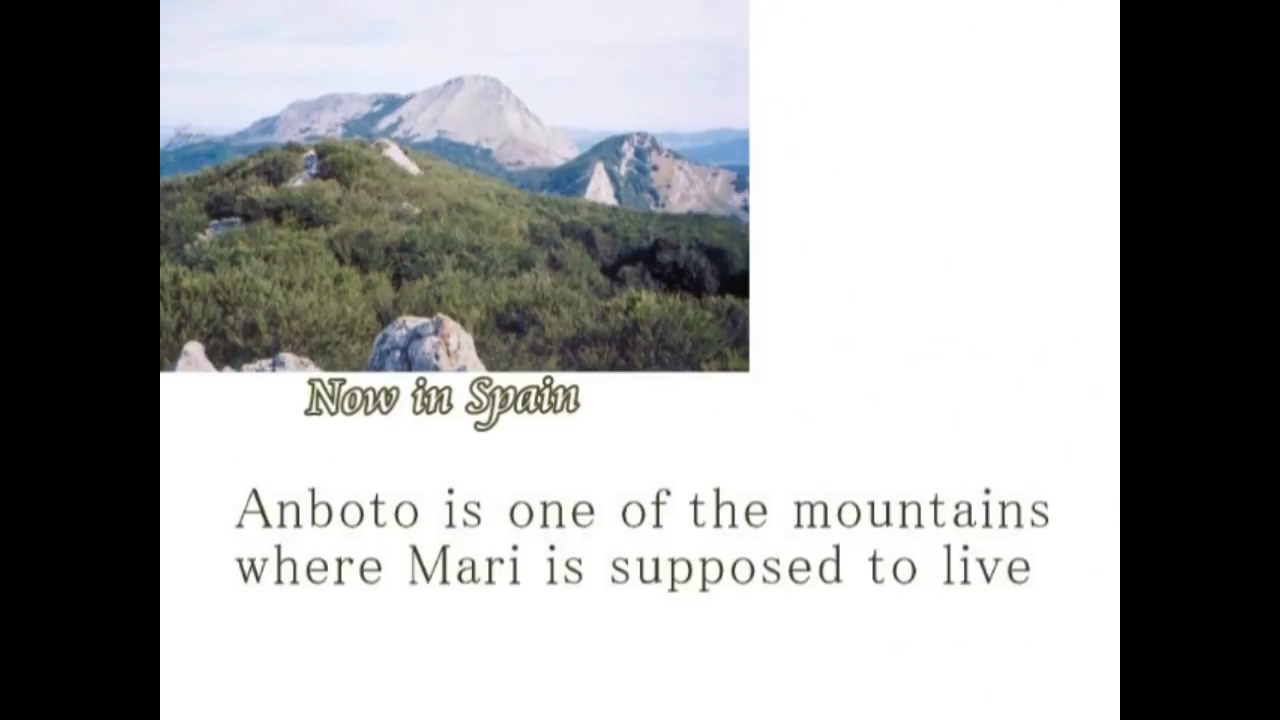 Now in Spain
Anboto is one of the mountains
where Mari is supposed to live